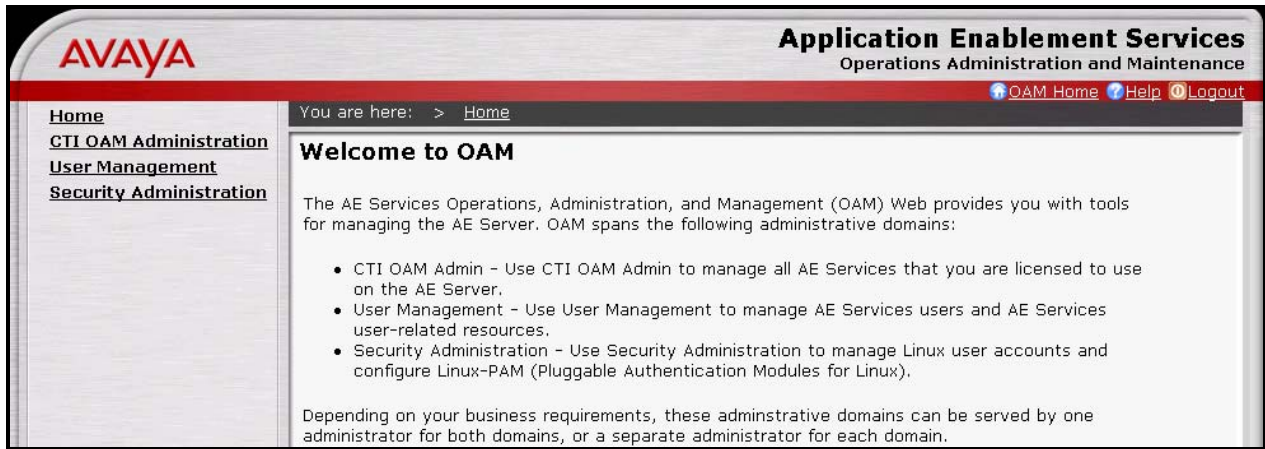 AVAYA
Application Enablement Services
Operations Administration and Maintenance
OAM Home Help Logout
Home
CTI OAM Administration
User Management
Security Administration
You are here: > Home
Welcome to OAM
The AE Services Operations, Administration, and Management (OAM) Web provides you with tools
for managing the AE Server. OAM spans the following administrative domains:
• CTI OAM Admin - Use CTI OAM Admin to manage all AE Services that you are licensed to use
on the AE Server.
• User Management - Use User Management to manage AE Services users and AE Services
user-related resources.
• Security Administration - Use Security Administration to manage Linux user accounts and
configure Linux-PAM (Pluggable Authentication Modules for Linux).
Depending on your business requirements, these adminstrative domains can be served by one
administrator for both domains, or a separate administrator for each domain.